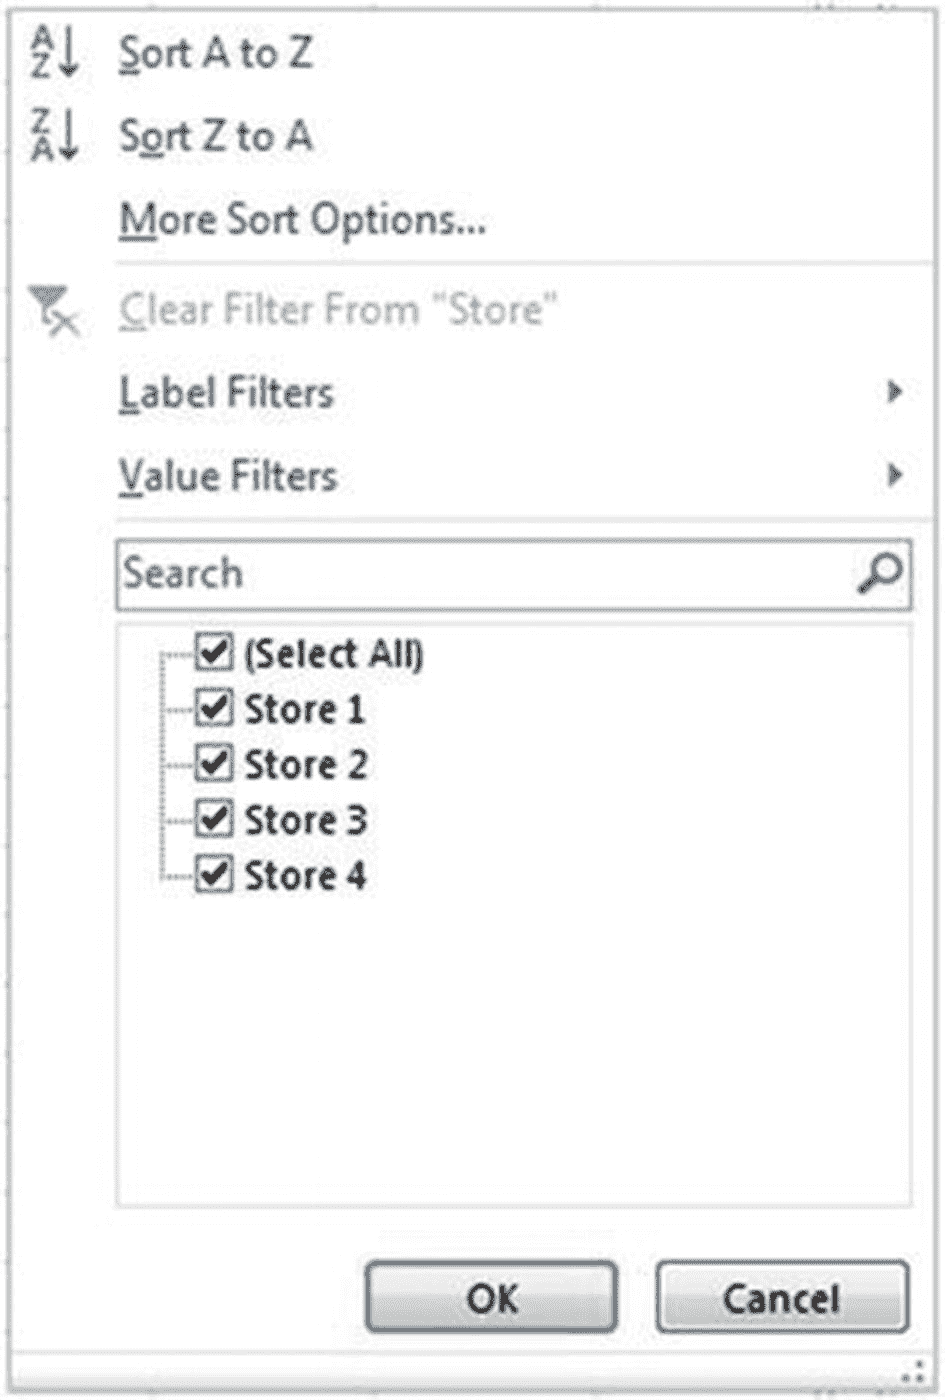 Sort A to Z
Sort Z to A
More Sort Options...
Clear Filter From "Store"
Label Filters
Value Filters
Search
(Select All)
Store 1
Store 2
Store 3
Store 4
OK
Cancel